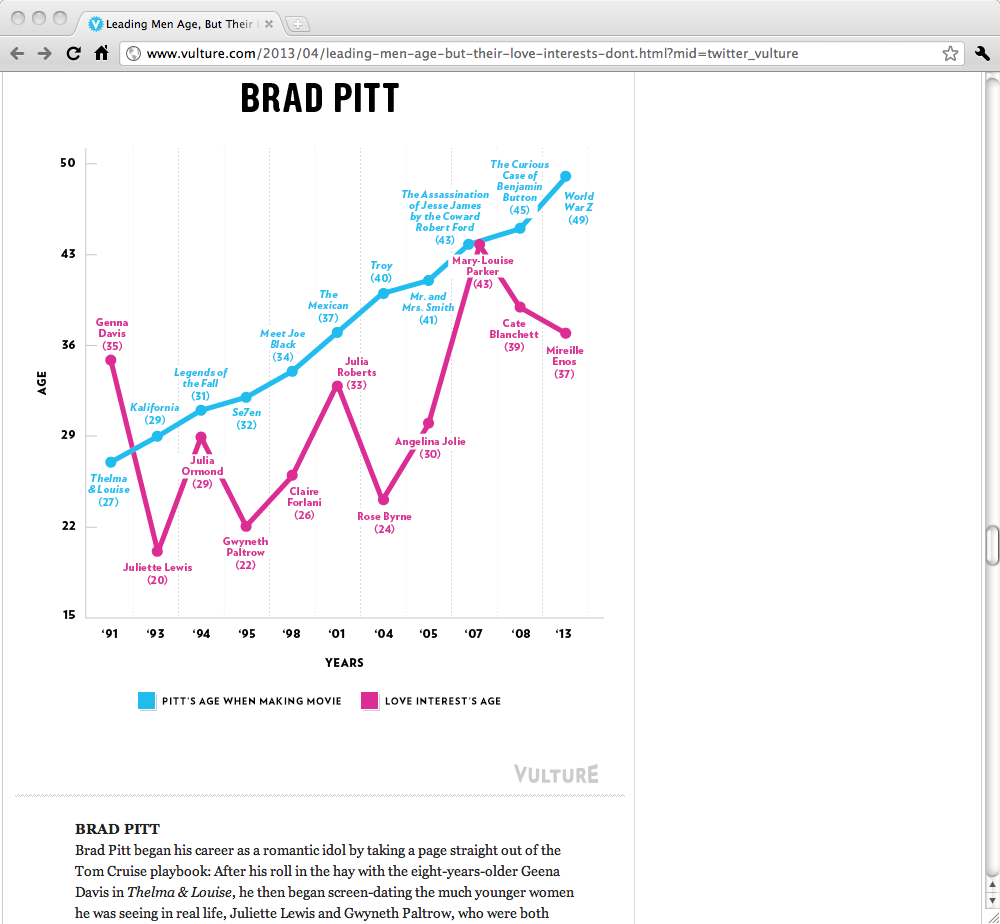 Leading Men Age, But Their
www.vulture.com/2013/04/leading-men-age-but-their-love-interests-dont.html?mid=twitter_vulture
BRAD PITT
50
43
36
29
22
15
AGE
Thelma
& Louise
(27)
Kalifornia
(29)
Legends of
the Fall
(31)
Se7en
(32)
Meet Joe
Black
(34)
The
Mexican
(37)
Troy
(40)
Mr. and
Mrs. Smith
(41)
The Assassination
of Jesse James
by the Coward
Robert Ford
(43)
The Curious
Case of
Benjamin
Button
(45)
World
War Z
(49)
Genna
Davis
(35)
Juliette Lewis
(20)
Julia
Ormond
(29)
Gwyneth
Paltrow
(22)
Claire
Forlani
(26)
Julia
Roberts
(33)
Rose Byrne
(24)
Angelina Jolie
(30)
Mary-Louise
Parker
(43)
Cate
Blanchett
(39)
Mireille
Enos
(37)
‘91 ‘93 ‘94 ‘95 ‘98 ‘01 ‘04 ‘05 ‘07 ‘08 ‘13
YEARS
PITT’S AGE WHEN MAKING MOVIE LOVE INTEREST’S AGE
VULTURE
BRAD PITT
Brad Pitt began his career as a romantic idol by taking a page straight out of the
Tom Cruise playbook: After his roll in the hay with the eight-years-older Geena
Davis in Thelma & Louise, he then began screen-dating the much younger women
he was seeing in real life, Juliette Lewis and Gwyneth Paltrow, who were both